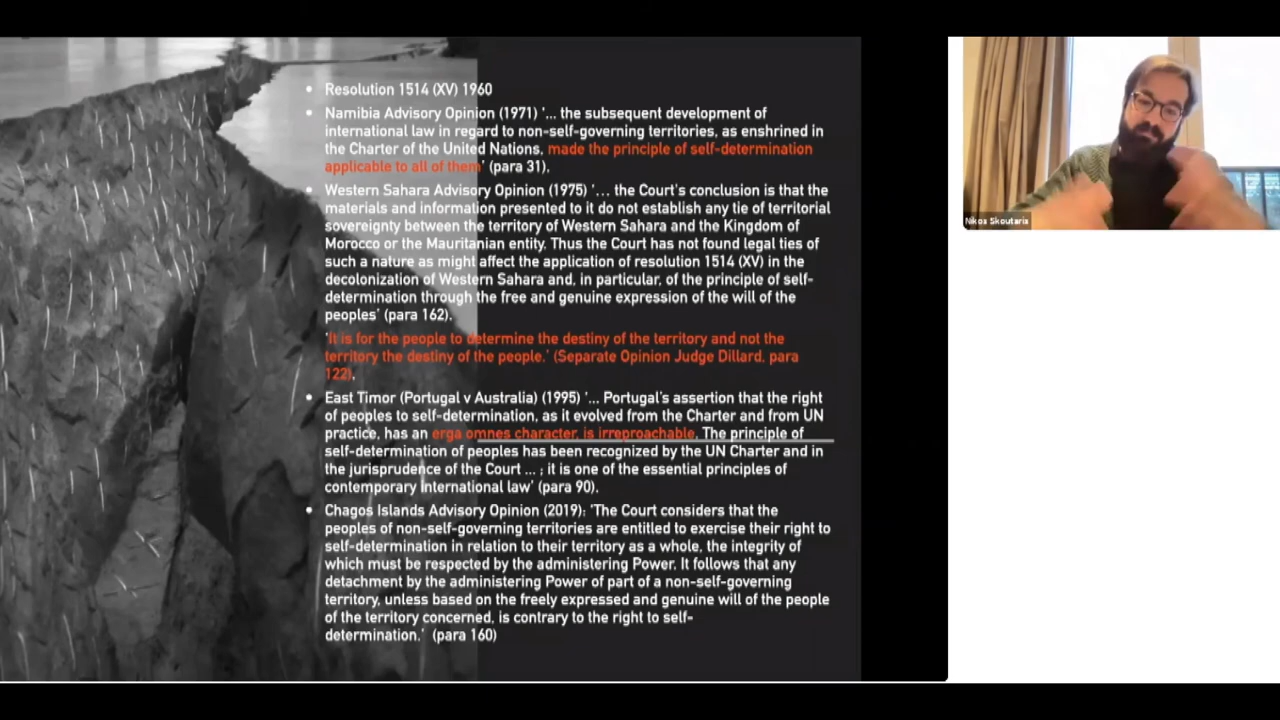 • Resolution 1514 (XV) 1960
• Namibia Advisory Opinion (1971) '... the subsequent development of
international law in regard to non-self-governing territories, as enshrined in
the Charter of the United Nations, made the principle of self-determination
applicable to all of them' (para 31).
• Western Sahara Advisory Opinion (1975) '... the Court's conclusion is that the
materials and information presented to it do not establish any tie of territorial
sovereignty between the territory of Western Sahara and the Kingdom of
Morocco or the Mauritanian entity. Thus the Court has not found legal ties of
such a nature as might affect the application of resolution 1514 (XV) in the
decolonization of Western Sahara and, in particular, of the principle of self-
determination through the free and genuine expression of the will of the
peoples' (para 162).
'It is for the people to determine the destiny of the territory and not the
territory the destiny of the people.' (Separate Opinion Judge Dillard, para
122).
• East Timor (Portugal v Australia) (1995) '... Portugal's assertion that the right
of peoples to self-determination, as it evolved from the Charter and from UN
practice, has an erga omnes character, is irreproachable. The principle of
self-determination of peoples has been recognized by the UN Charter and in
the jurisprudence of the Court ... ; it is one of the essential principles of
contemporary international law' (para 90).
• Chagos Islands Advisory Opinion (2019): 'The Court considers that the
peoples of non-self-governing territories are entitled to exercise their right to
self-determination in relation to their territory as a whole, the integrity of
which must be respected by the administering Power. It follows that any
detachment by the administering Power of part of a non-self-governing
territory, unless based on the freely expressed and genuine will of the people
of the territory concerned, is contrary to the right to self-
determination.' (para 160)
Nikos Skoutaris